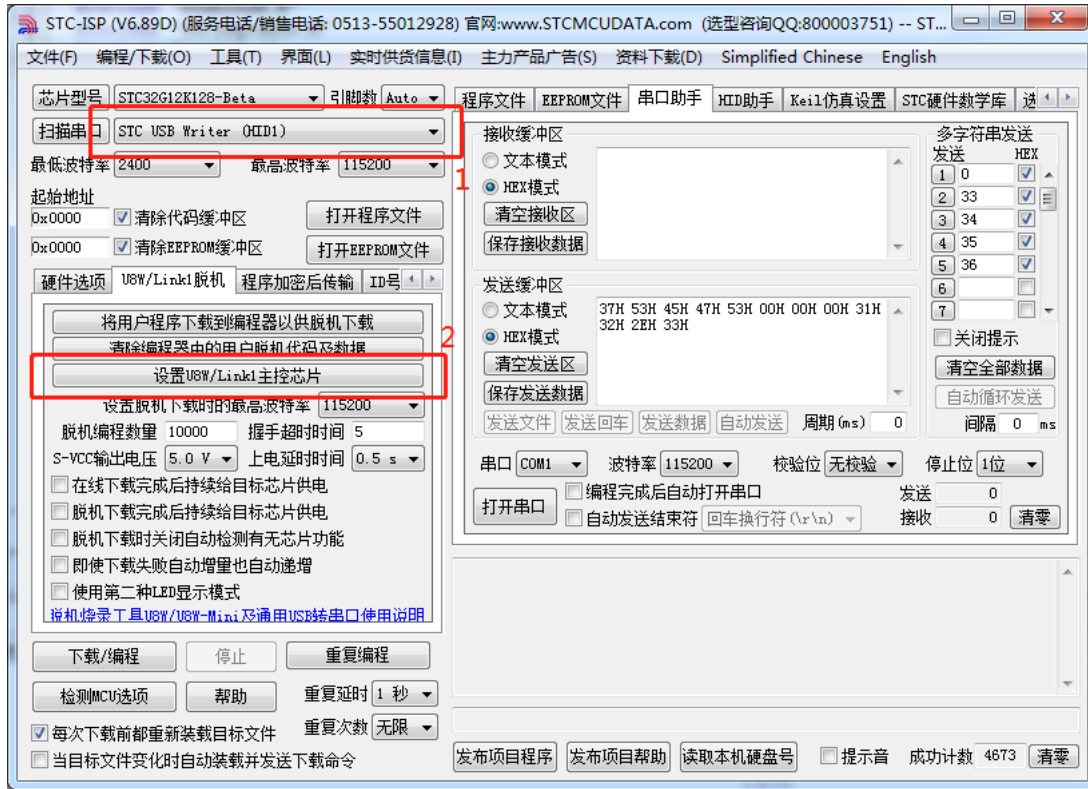 STC-ISP (V6.89D) (服务电话/销售电话: 0513-55012928) 官网:www.STCMCUDATA.com (选型咨询QQ:800003751) -- ST...
文件(F) 编程/下载(O) 工具(T) 界面(L) 实时供货信息(I) 主力产品广告(S) 资料下载(D) Simplified Chinese English
芯片型号 STC32G12K128-Beta 引脚数 Auto
扫描串口 STC USB Writer (HID1)
最低波特率 2400 最高波特率 115200
1
起始地址
0x0000 清除代码缓冲区 打开程序文件
0x0000 清除EEPROM缓冲区 打开EEPROM文件
硬件选项 U8W/Link1脱机 程序加密后传输 ID号
将用户程序下载到编程器以供脱机下载
清除编程器中的用户脱机代码及数据
2
设置U8W/Link1主控芯片
设置脱机下载时的最高波特率 115200
脱机编程数量 10000 握手超时时间 5
S-VCC输出电压 5.0 V 上电延时时间 0.5 s
在线下载完成后持续给目标芯片供电
脱机下载完成后持续给目标芯片供电
脱机下载时关闭自动检测有无芯片功能
即使下载失败自动增量也自动递增
使用第二种LED显示模式
脱机烧录工具U8W/U8W-Mini及通用USB转串口使用说明
下载/编程 停止 重复编程
检测MCU选项 帮助 重复延时 1 秒
每次下载前都重新装载目标文件 重复次数 无限
当目标文件变化时自动装载并发送下载命令
程序文件 EEPROM文件 串口助手 HID助手 Keil仿真设置 STC硬件数学库 选
接收缓冲区
文本模式
HEX模式
清空接收区
保存接收数据
多字符串发送
发送 HEX
1 0
2 33
3 34
4 35
5 36
6
7
关闭提示
清空全部数据
自动循环发送
间隔 0 ms
发送缓冲区
文本模式
HEX模式
清空发送区
保存发送数据
37H 53H 45H 47H 53H 00H 00H 00H 31H
32H 2EH 33H
发送文件 发送回车 发送数据 自动发送 周期(ms) 0
串口 COM1 波特率 115200 校验位 无校验 停止位 1位
打开串口 编程完成后自动打开串口 发送 0
自动发送结束符 回车换行符(\r\n) 接收 0 清零
发布项目程序 发布项目帮助 读取本机硬盘号 提示音 成功计数 4673 清零